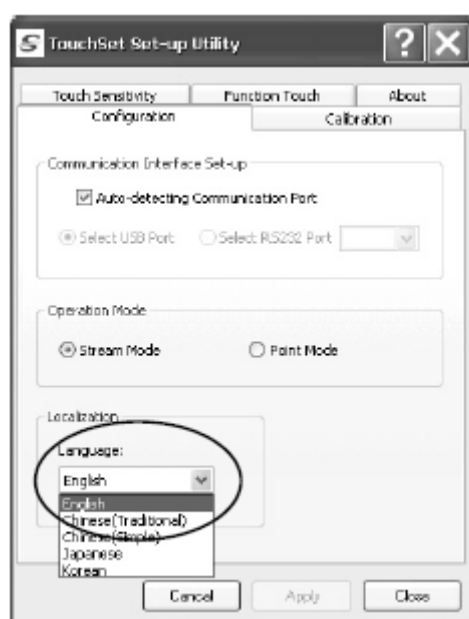 S TouchSet Set-up Utility
Touch Sensitivity Function Touch About
Configuration Calibration
Communication Interface Set-up
Auto-detecting Communication Port
Select USB Port Select RS232 Port
Operation Mode
Stream Mode Point Mode
Localization
Language:
English
English
Chinese(Traditional)
Chinese(Simple)
Japanese
Korean
Cancel Apply Close